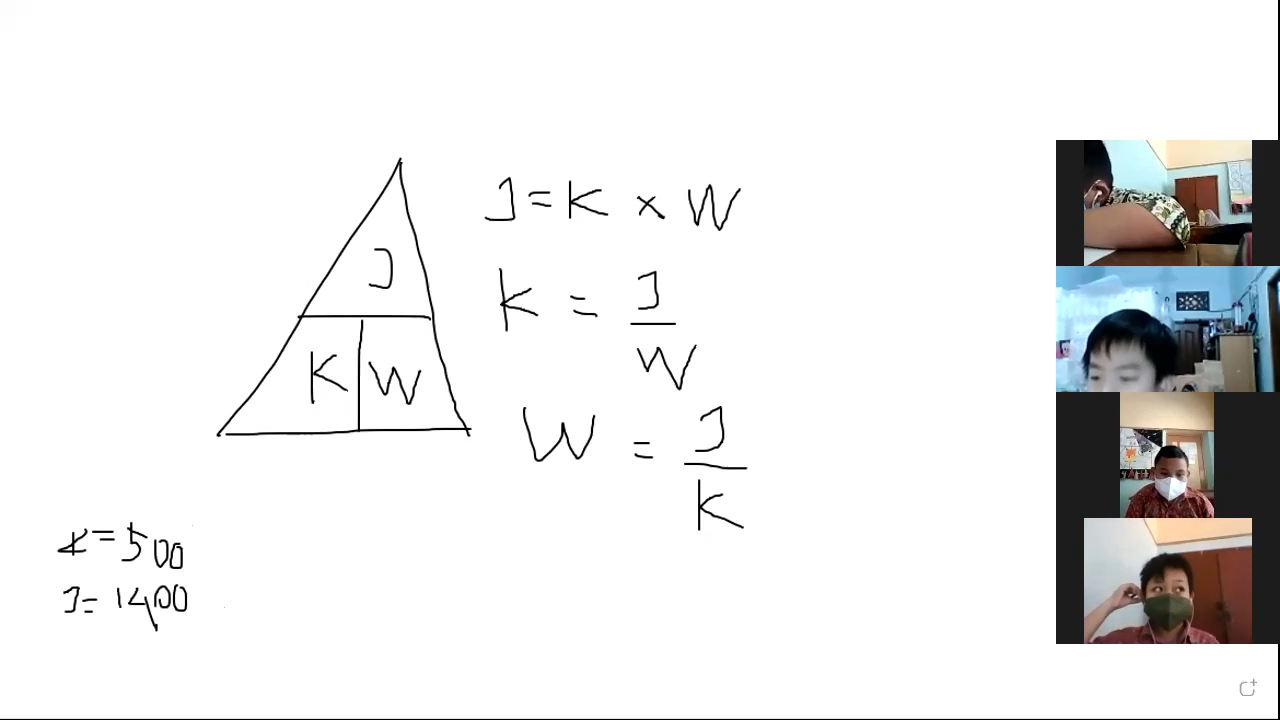 J
K W
J = K x W
K = J / W
W = J / K
K = 500
J = 1400